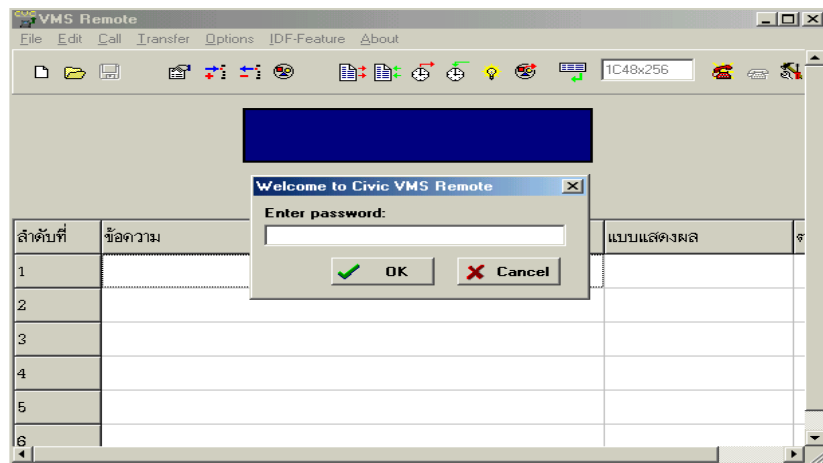 VMS Remote
File Edit Call Transfer Options IDF-Feature About
1C48x256
Welcome to Civic VMS Remote
Enter password:
OK Cancel
ลำดับที่ ข้อความ แบบแสดงผล
1
2
3
4
5
6